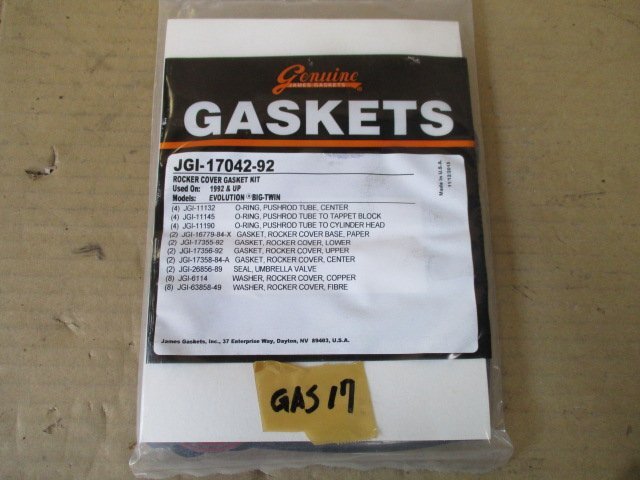 Genuine
JAMES GASKETS
GASKETS
JGI-17042-92
ROCKER COVER GASKET KIT
Used On: 1992 & UP
Models: EVOLUTION® BIG-TWIN
(4) JGI-11132 O-RING, PUSHROD TUBE, CENTER
(4) JGI-11145 O-RING, PUSHROD TUBE TO TAPPET BLOCK
(4) JGI-11190 O-RING, PUSHROD TUBE TO CYLINDER HEAD
(2) JGI-16779-84-X GASKET, ROCKER COVER BASE, PAPER
(2) JGI-17355-92 GASKET, ROCKER COVER, LOWER
(2) JGI-17356-92 GASKET, ROCKER COVER, UPPER
(2) JGI-17358-84-A GASKET, ROCKER COVER, CENTER
(2) JGI-26856-89 SEAL, UMBRELLA VALVE
(8) JGI-6114 WASHER, ROCKER COVER, COPPER
(8) JGI-63858-49 WASHER, ROCKER COVER, FIBRE
James Gaskets, Inc., 37 Enterprise Way, Dayton, NV 89403, U.S.A.
Made in U.S.A.
GAS 17